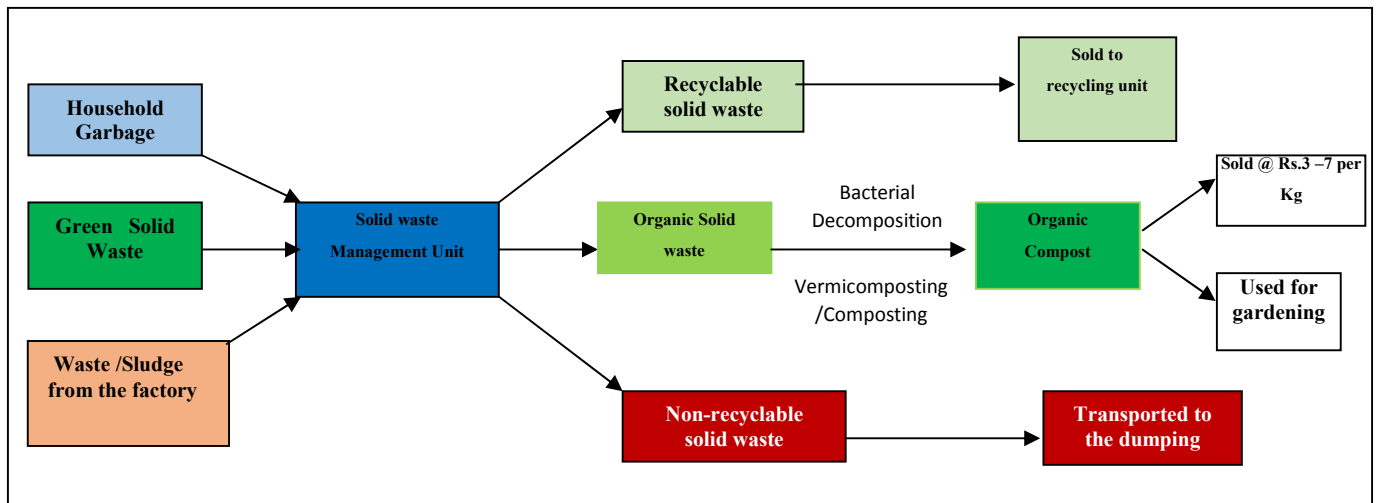 Household
Garbage
Green Solid
Waste
Waste /Sludge
from the factory
Solid waste
Management Unit
Recyclable
solid waste
Sold to
recycling unit
Organic Solid
waste
Bacterial
Decomposition
Vermicomposting
/Composting
Organic
Compost
Sold @ Rs.3 –7 per
Kg
Used for
gardening
Non-recyclable
solid waste
Transported to
the dumping